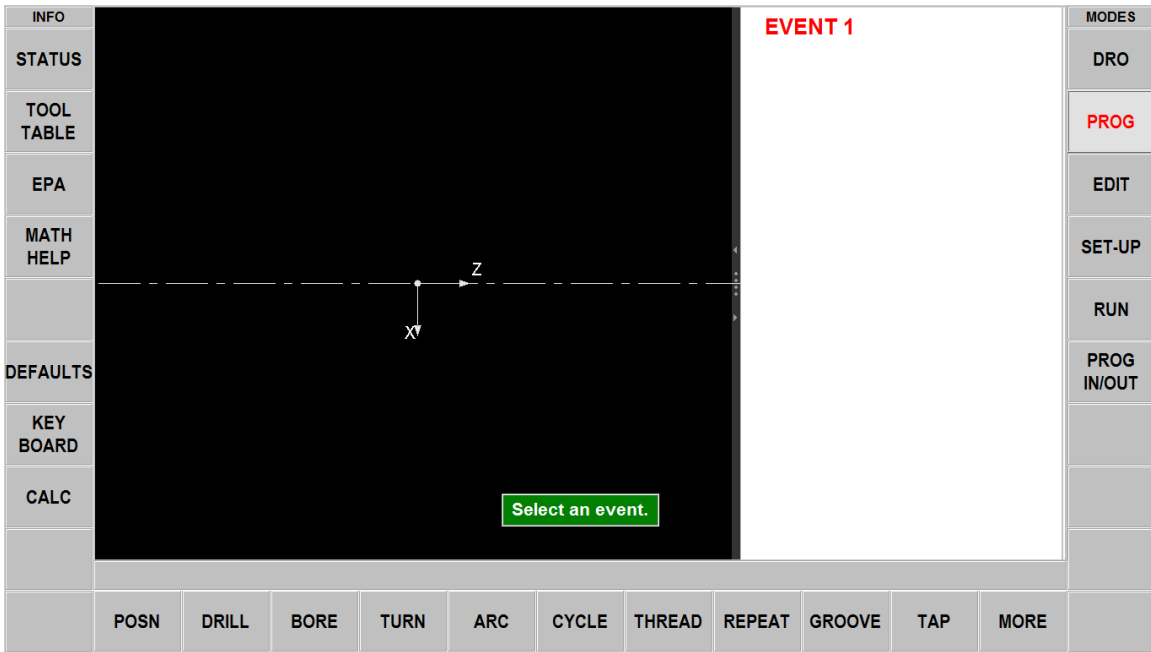 INFO
STATUS
TOOL
TABLE
EPA
MATH
HELP
DEFAULTS
KEY
BOARD
CALC
Z
X
Select an event.
EVENT 1
MODES
DRO
PROG
EDIT
SET-UP
RUN
PROG
IN/OUT
POSN DRILL BORE TURN ARC CYCLE THREAD REPEAT GROOVE TAP MORE